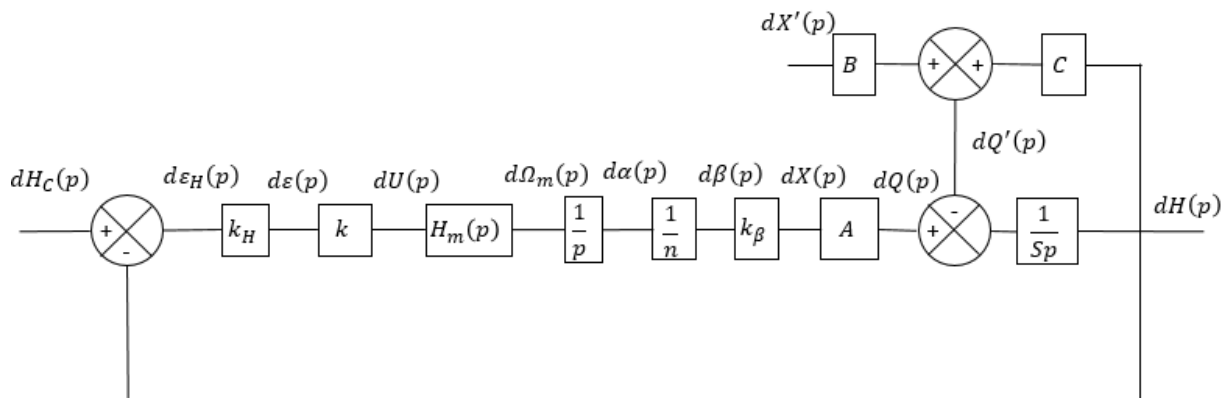 dX′(p)
B
+
+
C
dQ′(p)
dH_C(p)
dε_H(p)
dε(p)
dU(p)
dΩ_m(p)
dα(p)
dβ(p)
dX(p)
dQ(p)
dH(p)
+
-
k_H
k
H_m(p)
1/p
1/n
k_β
A
+
-
1/Sp